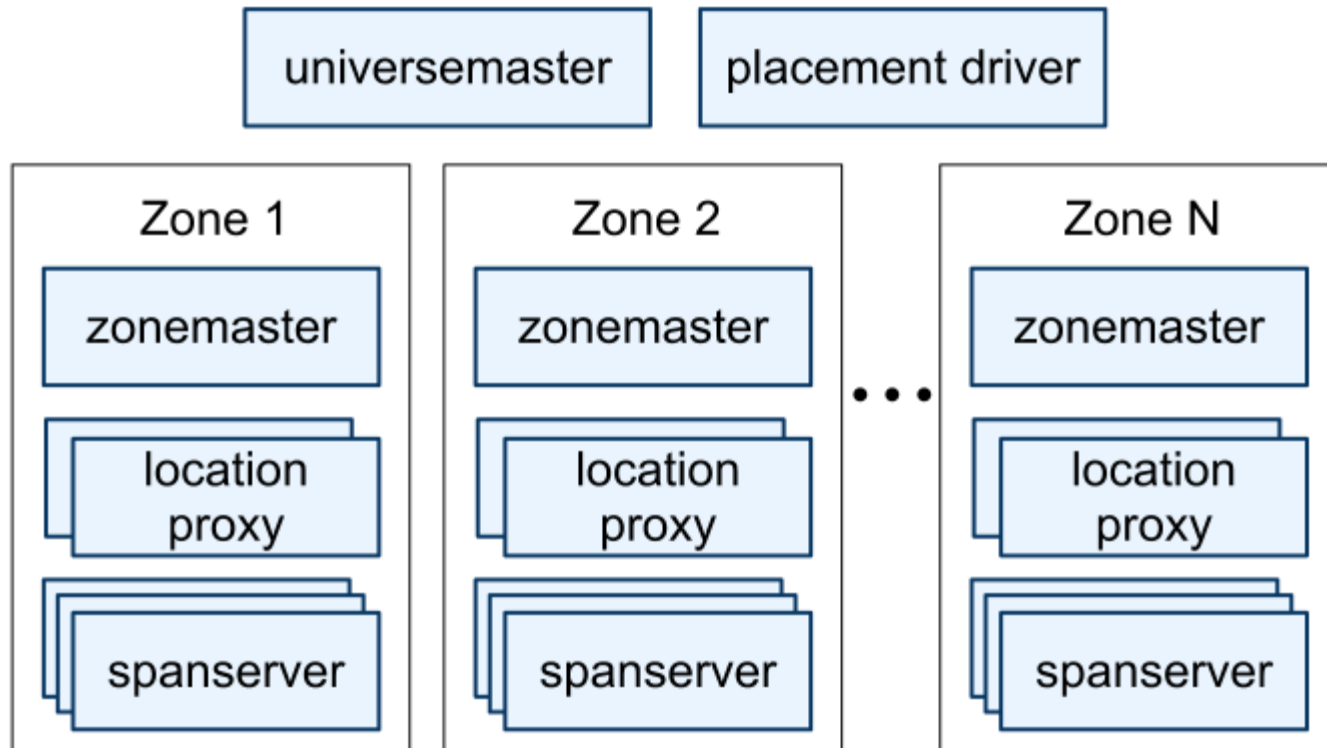 universemaster
placement driver
Zone 1
zonemaster
location
proxy
spanserver
Zone 2
zonemaster
location
proxy
spanserver
...
Zone N
zonemaster
location
proxy
spanserver